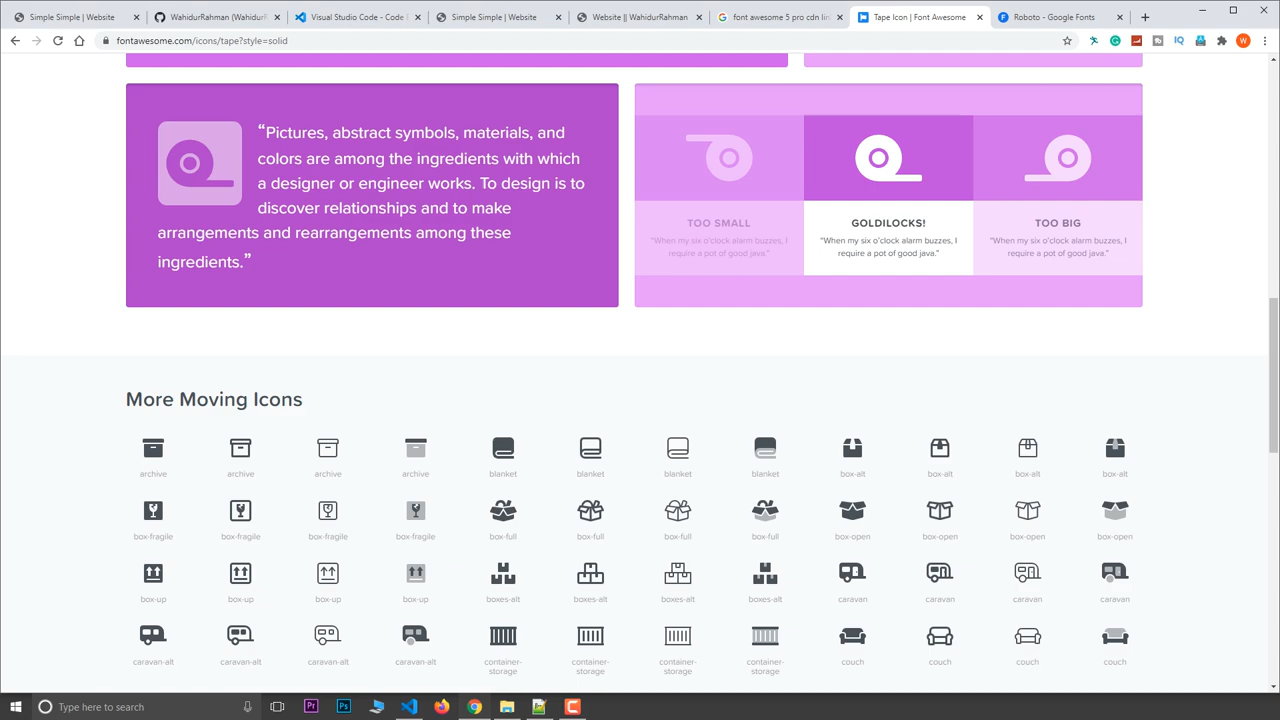 Simple Simple | Website
WahidurRahman (WahidurR
Visual Studio Code - Code E
Simple Simple | Website
Website || WahidurRahman
font awesome 5 pro cdn lin
Tape Icon | Font Awesome
Roboto - Google Fonts
fontawesome.com/icons/tape?style=solid
IQ
W
“Pictures, abstract symbols, materials, and
colors are among the ingredients with which
a designer or engineer works. To design is to
discover relationships and to make
arrangements and rearrangements among these
ingredients.”
TOO SMALL
GOLDILOCKS!
TOO BIG
“When my six o'clock alarm buzzes, I
require a pot of good java.”
“When my six o'clock alarm buzzes, I
require a pot of good java.”
“When my six o'clock alarm buzzes, I
require a pot of good java.”
More Moving Icons
archive archive archive archive blanket blanket blanket blanket box-alt box-alt box-alt box-alt
box-fragile box-fragile box-fragile box-fragile box-full box-full box-full box-full box-open box-open box-open box-open
box-up box-up box-up box-up boxes-alt boxes-alt boxes-alt boxes-alt caravan caravan caravan caravan
caravan-alt caravan-alt caravan-alt caravan-alt container- container- container- container- couch couch couch couch
storage storage storage storage
Type here to search
Pr
Ps